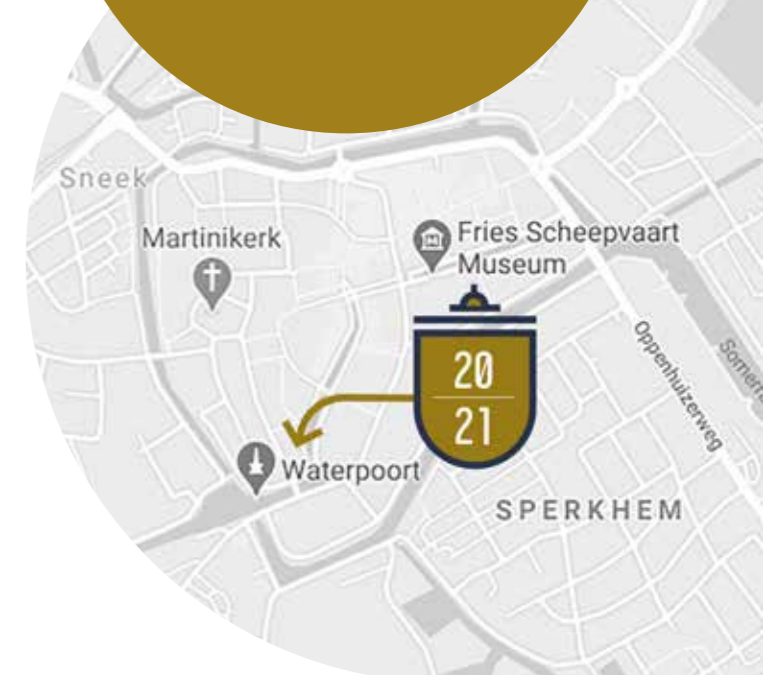 Sneek
Martinikerk
Fries Scheepvaart
Museum
20
21
Oppenhuizerweg
Waterpoort
SPERKHEM